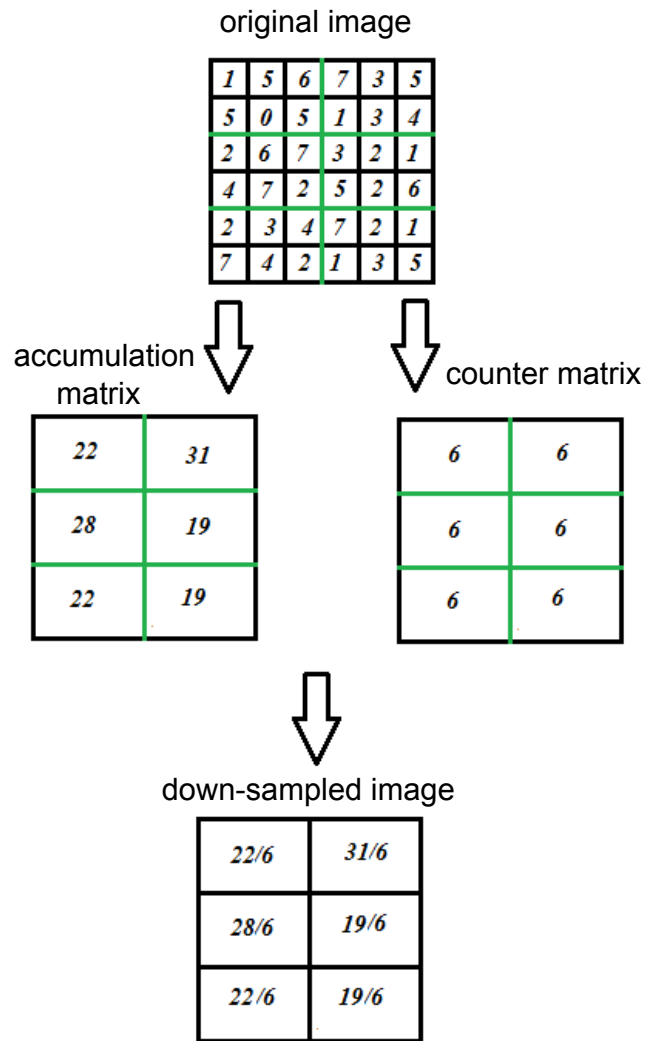 original image
1 5 6 7 3 5
5 0 5 1 3 4
2 6 7 3 2 1
4 7 2 5 2 6
2 3 4 7 2 1
7 4 2 1 3 5
accumulation
matrix
counter matrix
22 31
28 19
22 19
6 6
6 6
6 6
down-sampled image
22/6 31/6
28/6 19/6
22/6 19/6